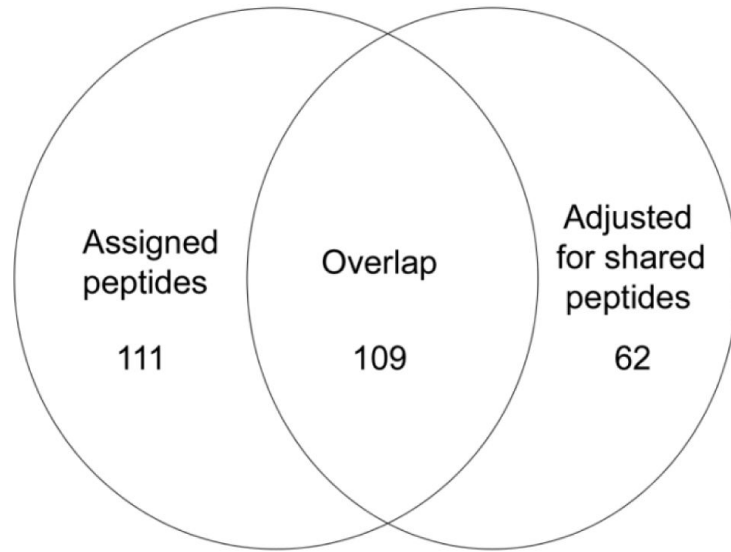 Assigned
peptides
111
Overlap
109
Adjusted
for shared
peptides
62